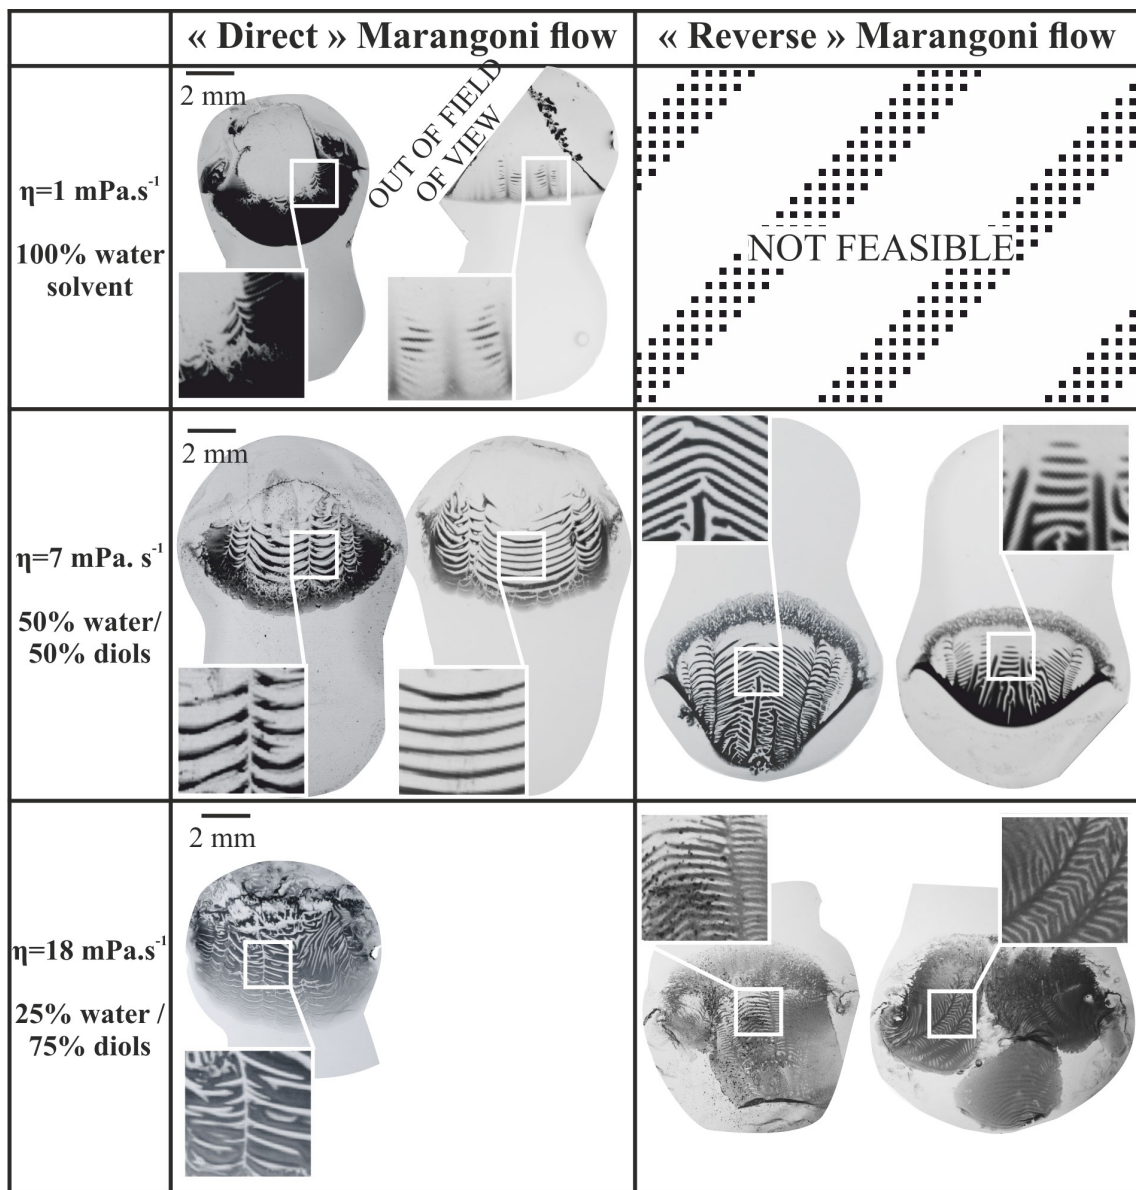 « Direct » Marangoni flow
« Reverse » Marangoni flow
η=1 mPa.s⁻¹
100% water
solvent
2 mm
OUT OF FIELD
OF VIEW
NOT FEASIBLE
η=7 mPa. s⁻¹
50% water/
50% diols
2 mm
η=18 mPa.s⁻¹
25% water /
75% diols
2 mm